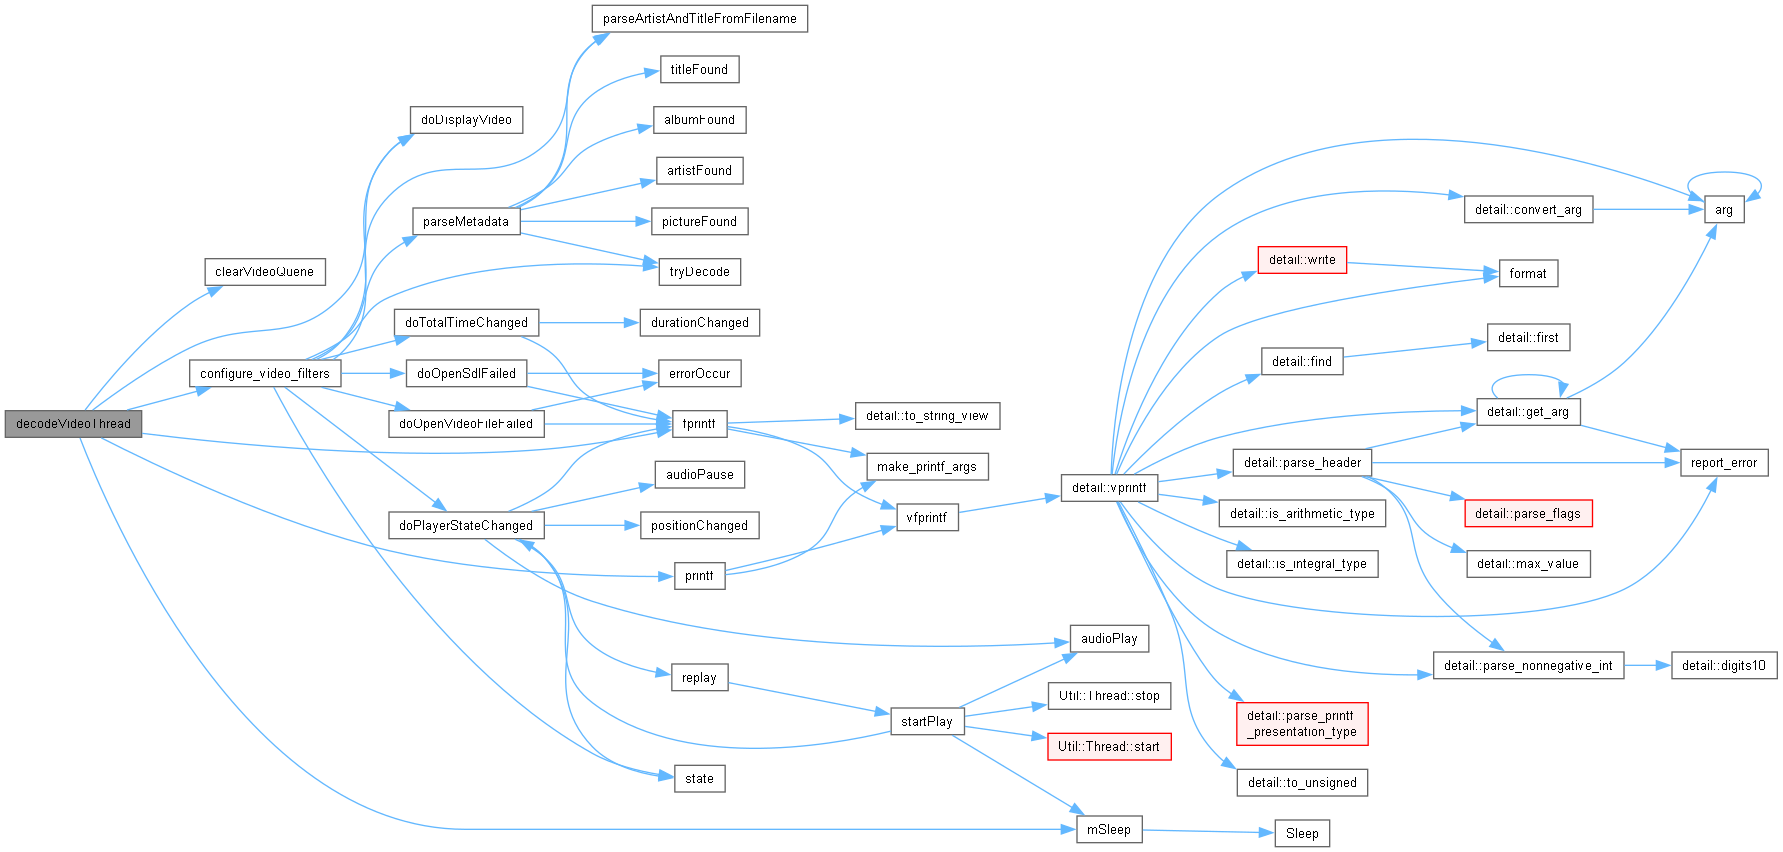 parseArtistAndTitleFromFilename
titleFound
doDisplayVideo
albumFound
artistFound
parseMetadata
pictureFound
clearVideoQuene
tryDecode
doTotalTimeChanged
durationChanged
configure_video_filters
doOpenSdlFailed
errorOccur
decodeVideoThread
doOpenVideoFileFailed
fprintf
detail::to_string_view
audioPause
make_printf_args
doPlayerStateChanged
positionChanged
vfprintf
printf
replay
audioPlay
startPlay
Util::Thread::stop
Util::Thread::start
state
mSleep
Sleep
detail::vprintf
detail::convert_arg
arg
detail::write
format
detail::find
detail::first
detail::get_arg
detail::parse_header
report_error
detail::is_arithmetic_type
detail::parse_flags
detail::is_integral_type
detail::max_value
detail::parse_nonnegative_int
detail::digits10
detail::parse_printf
_presentation_type
detail::to_unsigned